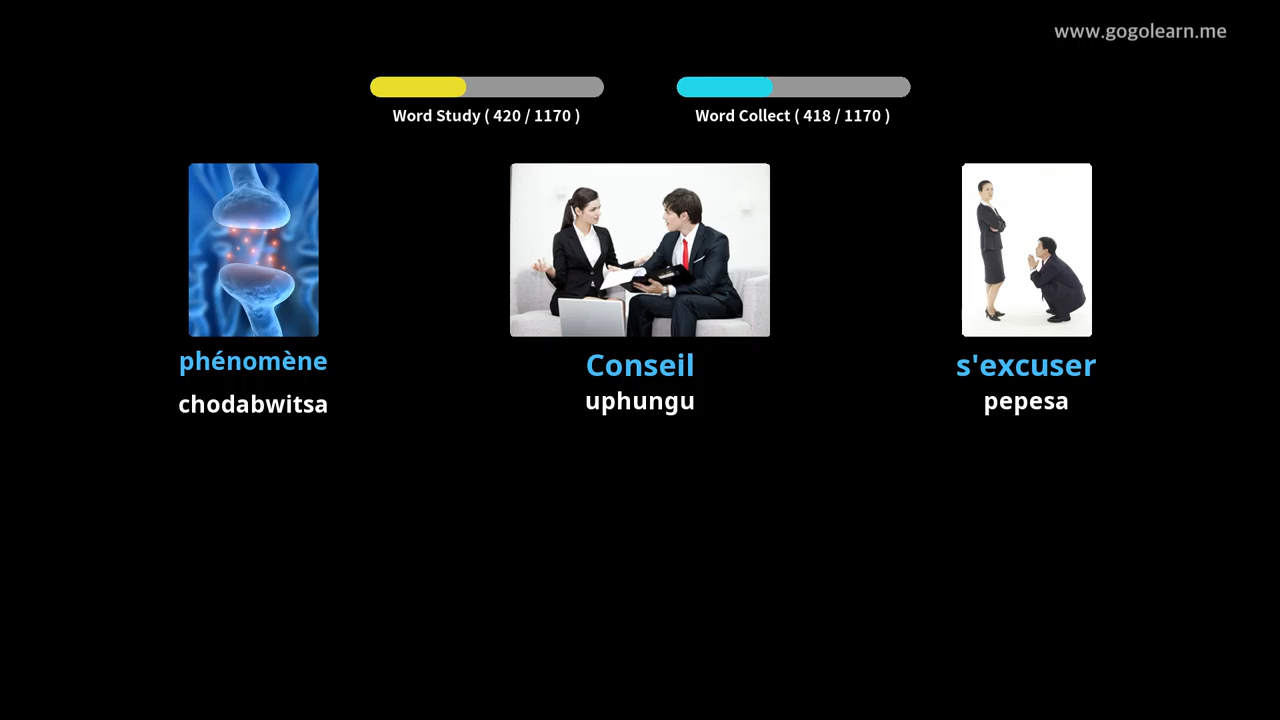 www.gogolearn.me
Word Study ( 420 / 1170 )
Word Collect ( 418 / 1170 )
phénomène
chodabwitsa
Conseil
uphungu
s'excuser
pepesa